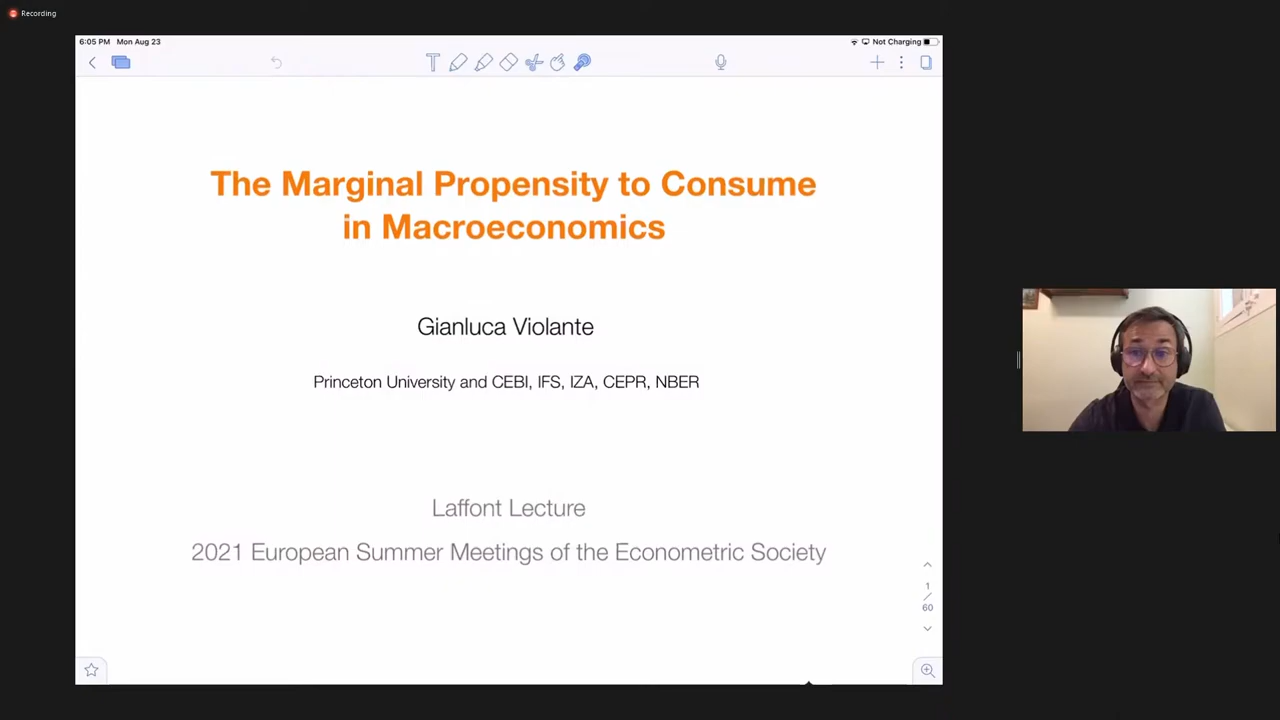 Recording
6:05 PM Mon Aug 23
Not Charging
T
The Marginal Propensity to Consume
in Macroeconomics
Gianluca Violante
Princeton University and CEBI, IFS, IZA, CEPR, NBER
Laffont Lecture
2021 European Summer Meetings of the Econometric Society
1
/
60